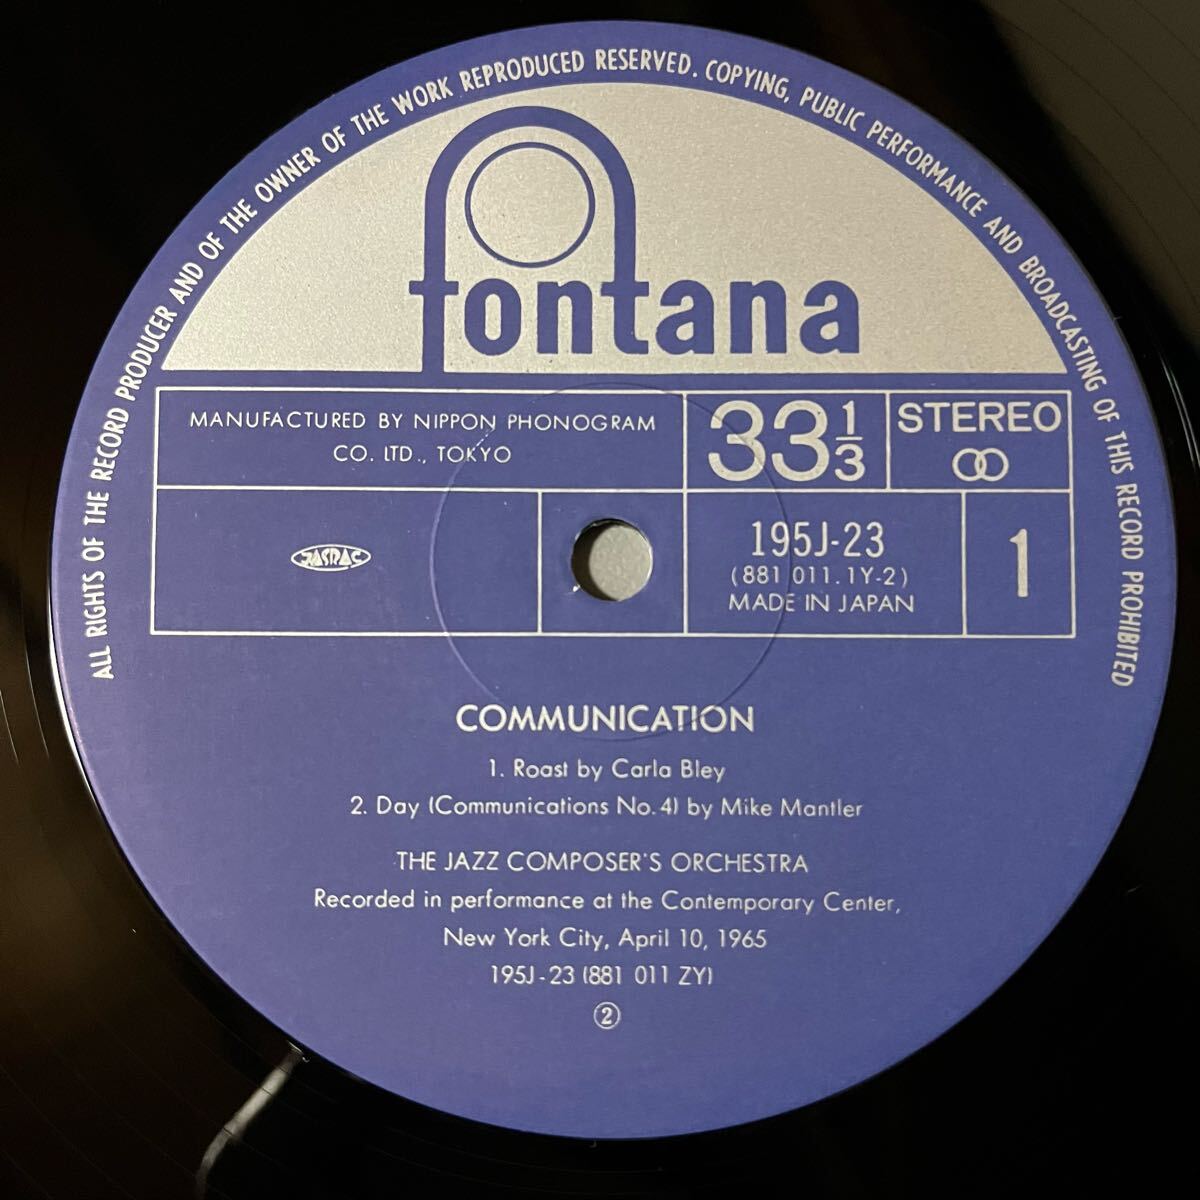 ALL RIGHTS OF THE RECORD PRODUCER AND OF THE OWNER OF THE WORK REPRODUCED RESERVED. COPYING, PUBLIC PERFORMANCE AND BROADCASTING OF THIS RECORD PROHIBITED
fontana
MANUFACTURED BY NIPPON PHONOGRAM
CO. LTD., TOKYO
33 1/3
STEREO
JASRAC
195J-23
(881 011.1Y-2)
MADE IN JAPAN
1
COMMUNICATION
1. Roast by Carla Bley
2. Day (Communications No. 4) by Mike Mantler
THE JAZZ COMPOSER'S ORCHESTRA
Recorded in performance at the Contemporary Center,
New York City, April 10, 1965
195J-23 (881 011 ZY)
②